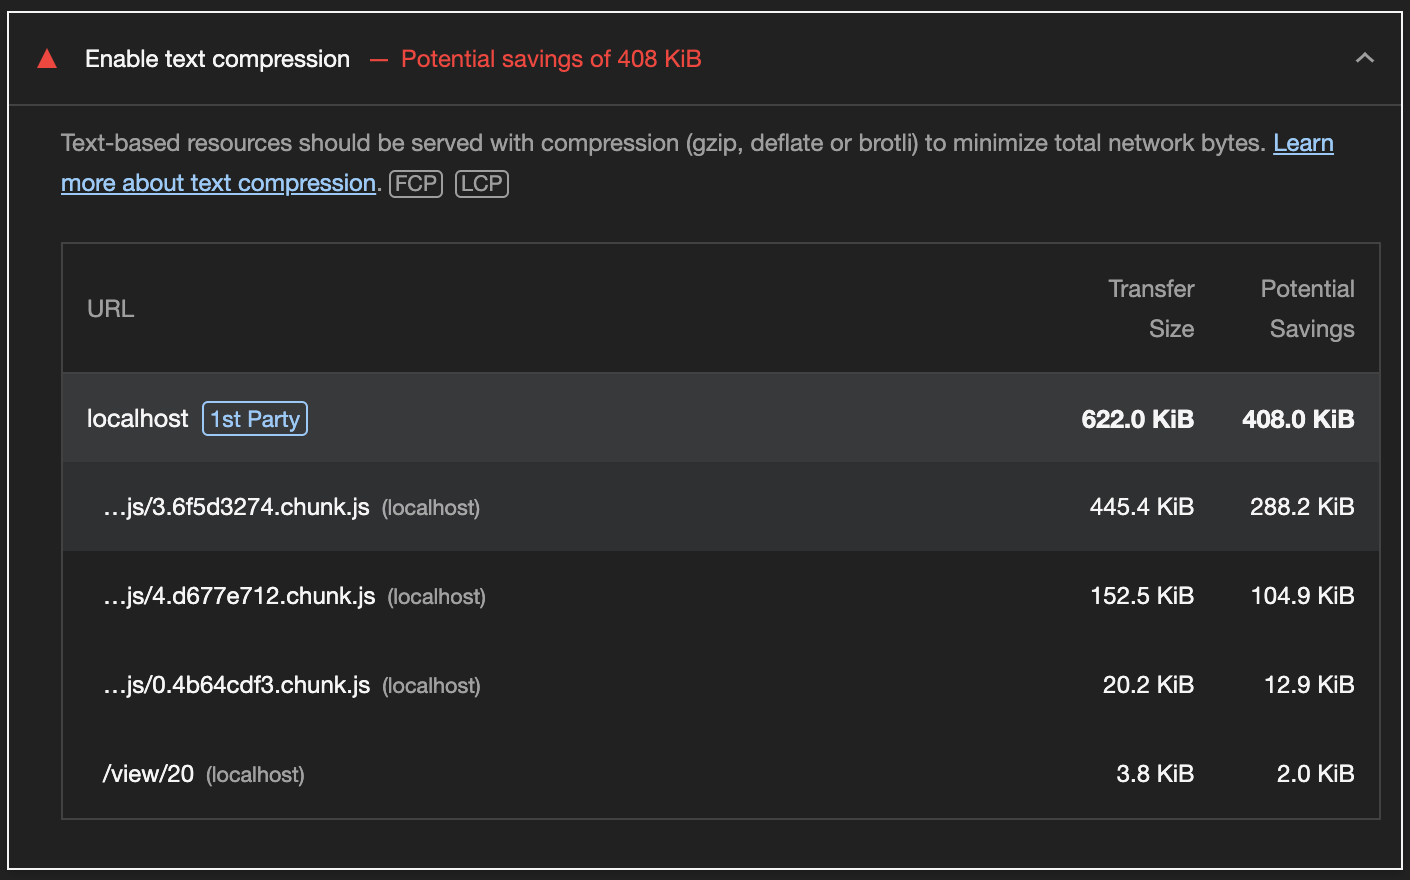 Enable text compression — Potential savings of 408 KiB
Text-based resources should be served with compression (gzip, deflate or brotli) to minimize total network bytes. Learn
more about text compression. FCP LCP
URL Transfer Size Potential Savings
localhost 1st Party 622.0 KiB 408.0 KiB
…js/3.6f5d3274.chunk.js (localhost) 445.4 KiB 288.2 KiB
…js/4.d677e712.chunk.js (localhost) 152.5 KiB 104.9 KiB
…js/0.4b64cdf3.chunk.js (localhost) 20.2 KiB 12.9 KiB
/view/20 (localhost) 3.8 KiB 2.0 KiB